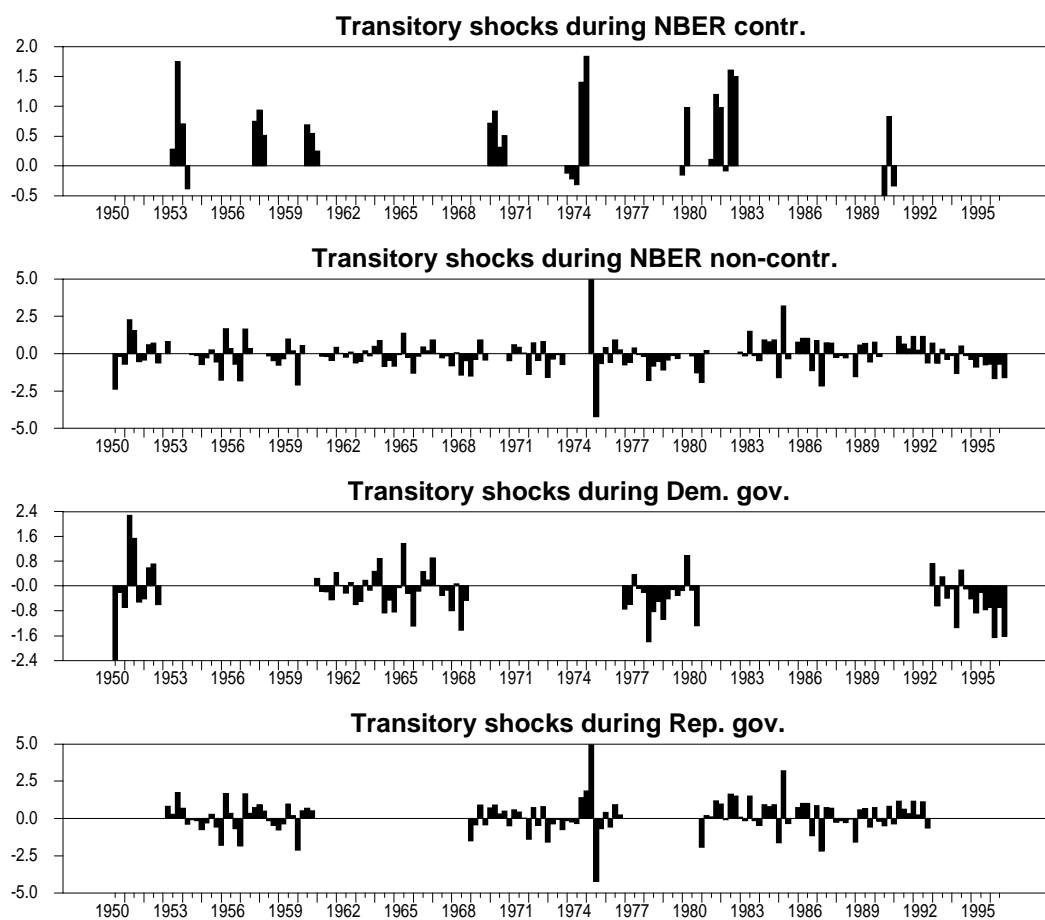 Transitory shocks during NBER contr.
2.0
1.5
1.0
0.5
0.0
-0.5
1950 1953 1956 1959 1962 1965 1968 1971 1974 1977 1980 1983 1986 1989 1992 1995
Transitory shocks during NBER non-contr.
5.0
2.5
0.0
-2.5
-5.0
1950 1953 1956 1959 1962 1965 1968 1971 1974 1977 1980 1983 1986 1989 1992 1995
Transitory shocks during Dem. gov.
2.4
1.6
0.8
-0.0
-0.8
-1.6
-2.4
1950 1953 1956 1959 1962 1965 1968 1971 1974 1977 1980 1983 1986 1989 1992 1995
Transitory shocks during Rep. gov.
5.0
2.5
0.0
-2.5
-5.0
1950 1953 1956 1959 1962 1965 1968 1971 1974 1977 1980 1983 1986 1989 1992 1995